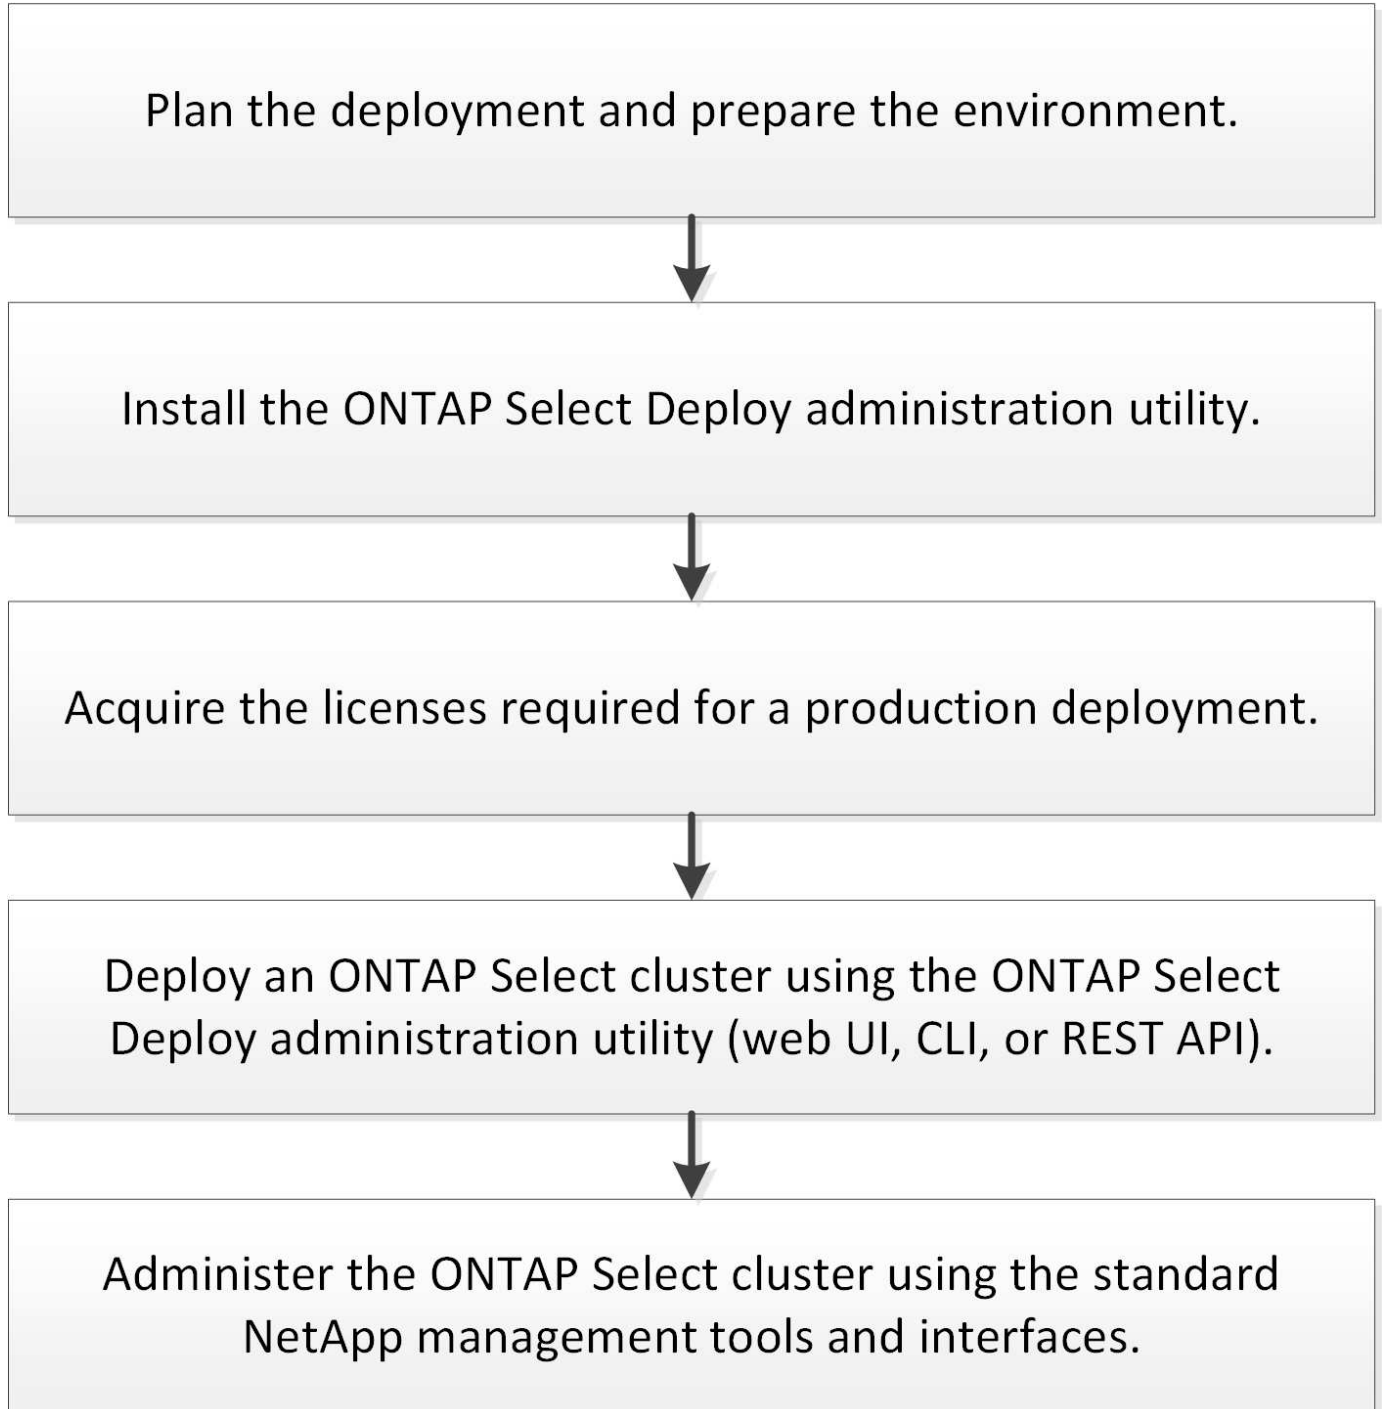 Plan the deployment and prepare the environment.
Install the ONTAP Select Deploy administration utility.
Acquire the licenses required for a production deployment.
Deploy an ONTAP Select cluster using the ONTAP Select
Deploy administration utility (web UI, CLI, or REST API).
Administer the ONTAP Select cluster using the standard
NetApp management tools and interfaces.